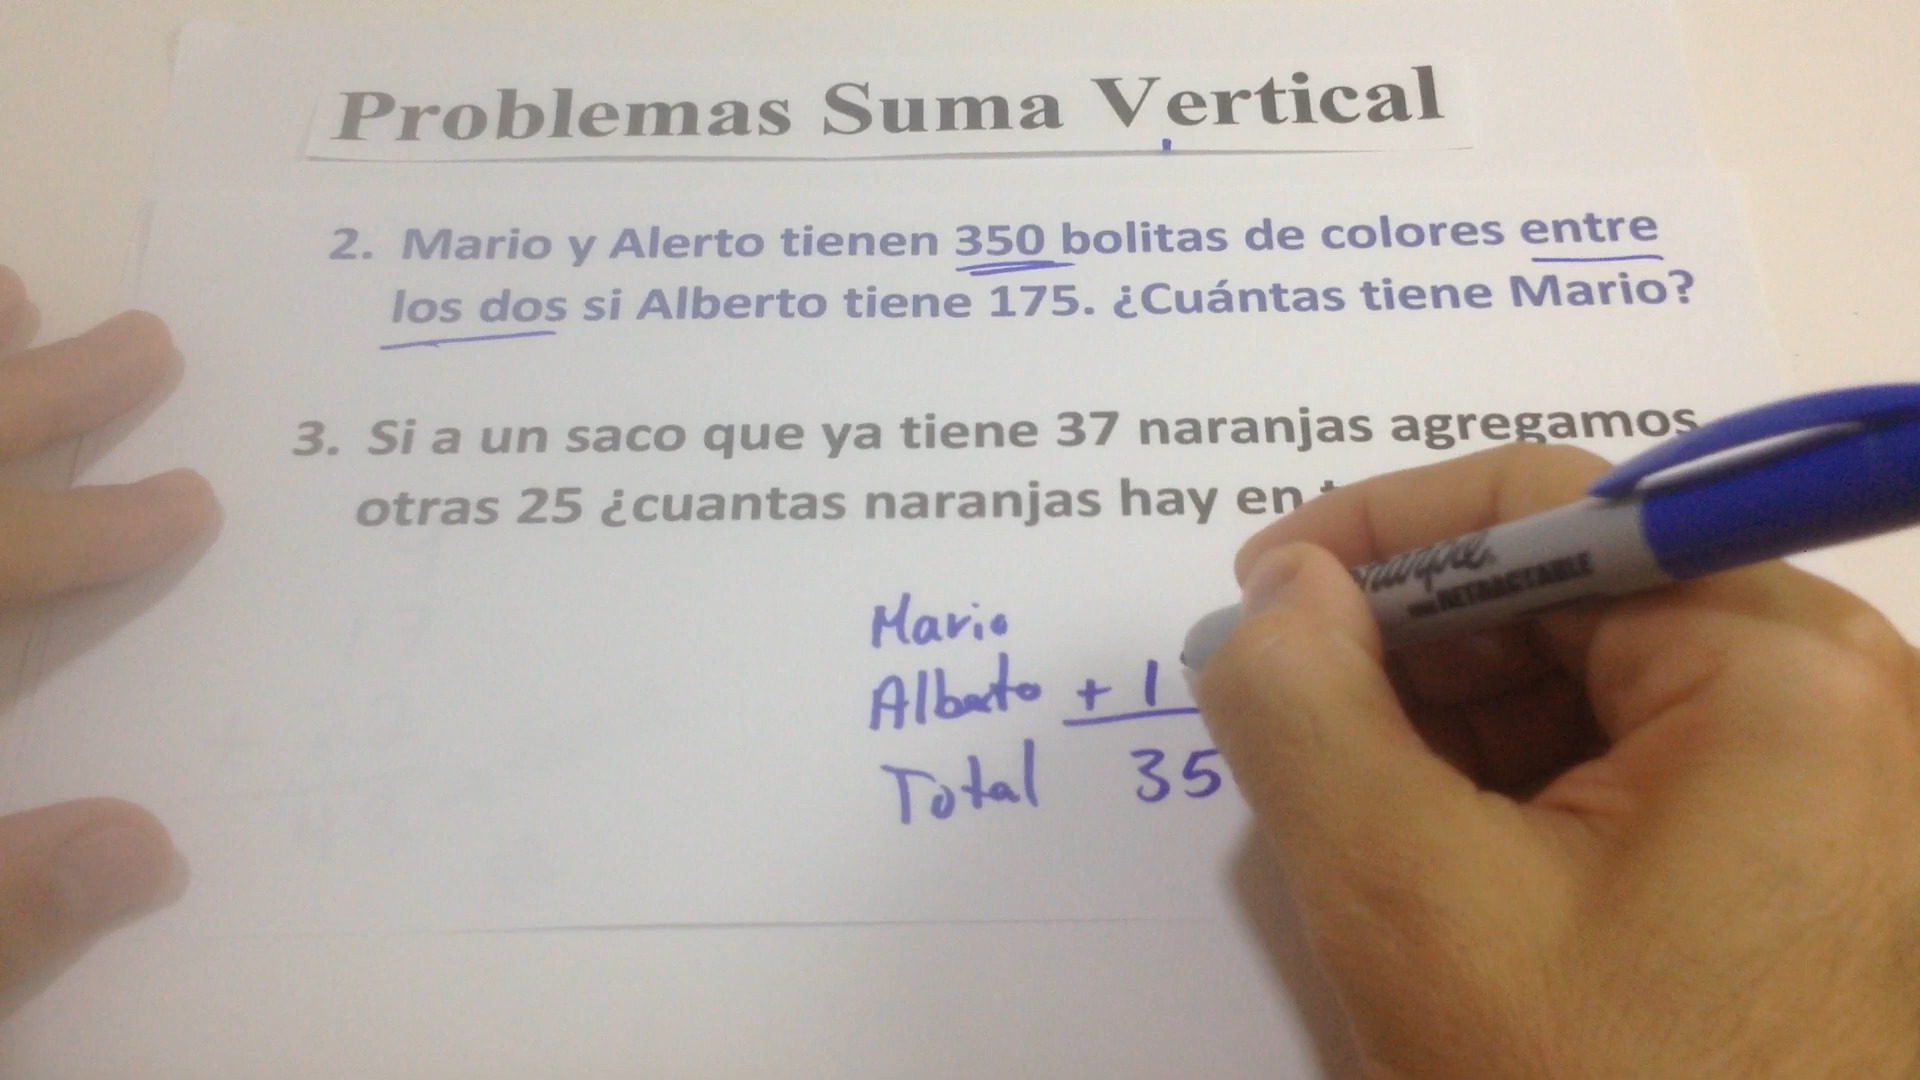 Problemas Suma Vertical
2. Mario y Alerto tienen 350 bolitas de colores entre
los dos si Alberto tiene 175. ¿Cuántas tiene Mario?
3. Si a un saco que ya tiene 37 naranjas agregamos
otras 25 ¿cuantas naranjas hay en
Mario
Alberto + 1
Total 35
RETRACTABLE